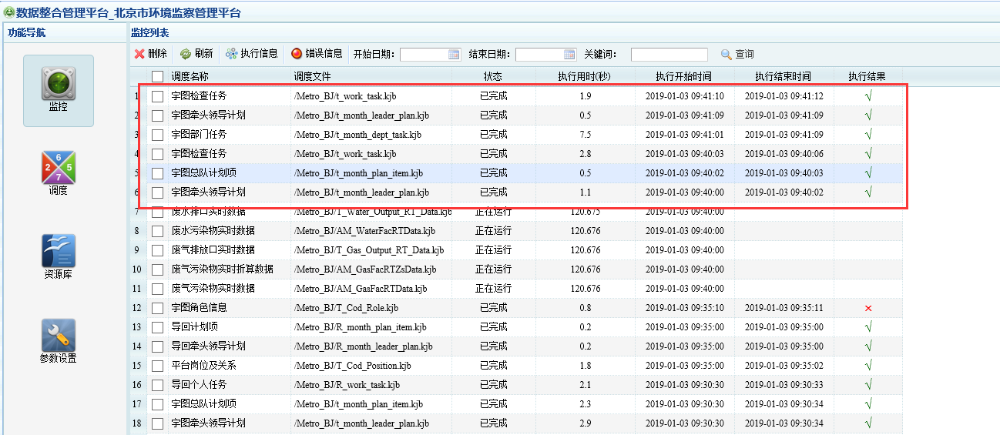 数据整合管理平台_北京市环境监察管理平台
功能导航
监控
2 6 5 7
调度
资源库
参数设置
监控列表
删除 刷新 执行信息 错误信息 开始日期： 结束日期： 关键词： 查询
调度名称 调度文件 状态 执行用时(秒) 执行开始时间 执行结束时间 执行结果
1 宇图检查任务 /Metro_BJ/t_work_task.kjb 已完成 1.9 2019-01-03 09:41:10 2019-01-03 09:41:12 √
2 宇图牵头领导计划 /Metro_BJ/t_month_leader_plan.kjb 已完成 0.5 2019-01-03 09:41:09 2019-01-03 09:41:09 √
3 宇图部门任务 /Metro_BJ/t_month_dept_task.kjb 已完成 7.5 2019-01-03 09:41:01 2019-01-03 09:41:09 √
4 宇图检查任务 /Metro_BJ/t_work_task.kjb 已完成 2.8 2019-01-03 09:40:03 2019-01-03 09:40:06 √
5 宇图总队计划项 /Metro_BJ/t_month_plan_item.kjb 已完成 0.5 2019-01-03 09:40:02 2019-01-03 09:40:03 √
6 宇图牵头领导计划 /Metro_BJ/t_month_leader_plan.kjb 已完成 1.1 2019-01-03 09:40:00 2019-01-03 09:40:02 √
7 废水排口实时数据 /Metro_BJ/T_Water_Output_RT_Data.kjb 正在运行 120.675 2019-01-03 09:40:00
8 废水污染物实时数据 /Metro_BJ/AM_WaterFacRTData.kjb 正在运行 120.676 2019-01-03 09:40:00
9 废气排放口实时数据 /Metro_BJ/T_Gas_Output_RT_Data.kjb 正在运行 120.676 2019-01-03 09:40:00
10 废气污染物实时折算数据 /Metro_BJ/AM_GasFacRTZsData.kjb 正在运行 120.676 2019-01-03 09:40:00
11 废气污染物实时数据 /Metro_BJ/AM_GasFacRTData.kjb 正在运行 120.676 2019-01-03 09:40:00
12 宇图角色信息 /Metro_BJ/T_Cod_Role.kjb 已完成 0.8 2019-01-03 09:35:10 2019-01-03 09:35:11 ×
13 导回计划项 /Metro_BJ/R_month_plan_item.kjb 已完成 0.2 2019-01-03 09:35:00 2019-01-03 09:35:00 √
14 导回牵头领导计划 /Metro_BJ/R_month_leader_plan.kjb 已完成 0.2 2019-01-03 09:35:00 2019-01-03 09:35:00 √
15 平台岗位及关系 /Metro_BJ/T_Cod_Position.kjb 已完成 1.8 2019-01-03 09:35:00 2019-01-03 09:35:02 √
16 导回个人任务 /Metro_BJ/R_work_task.kjb 已完成 2.1 2019-01-03 09:30:30 2019-01-03 09:30:33 √
17 宇图总队计划项 /Metro_BJ/t_month_plan_item.kjb 已完成 2.3 2019-01-03 09:30:30 2019-01-03 09:30:34 √
18 宇图牵头领导计划 /Metro_BJ/t_month_leader_plan.kjb 已完成 2.9 2019-01-03 09:30:30 2019-01-03 09:30:34 √